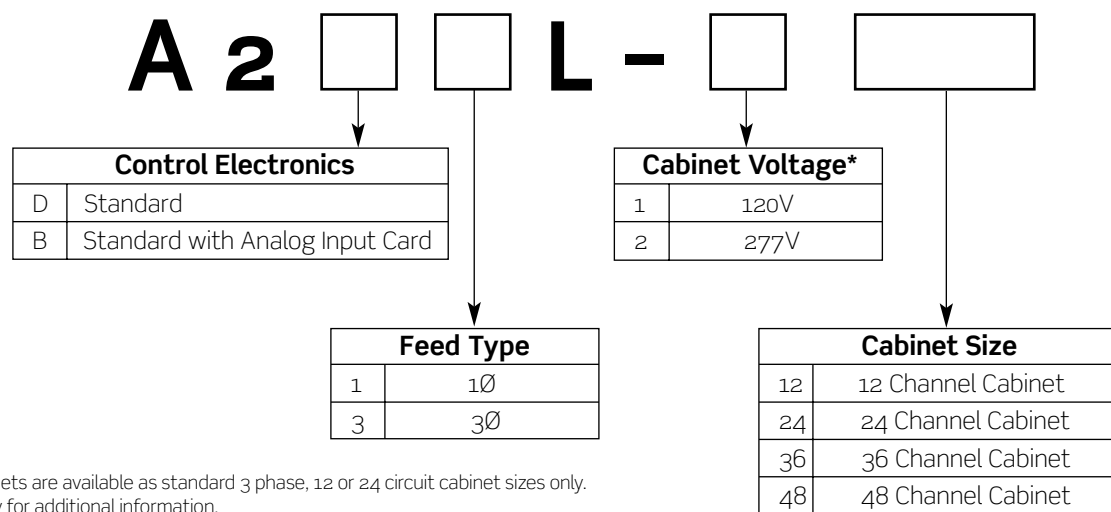 A 2 L -
Control Electronics
D Standard
B Standard with Analog Input Card
Cabinet Voltage*
1 120V
2 277V
Feed Type
1 1Ø
3 3Ø
Cabinet Size
12 12 Channel Cabinet
24 24 Channel Cabinet
36 36 Channel Cabinet
48 48 Channel Cabinet
are available as standard 3 phase, 12 or 24 circuit cabinet sizes only.
for additional information.